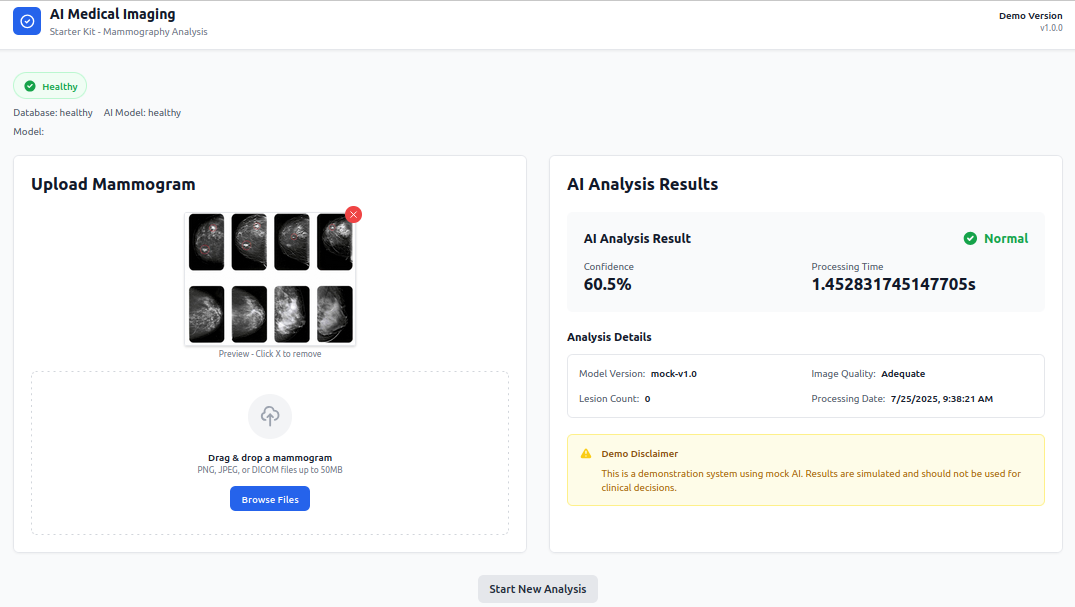 AI Medical Imaging
Starter Kit - Mammography Analysis
Demo Version
v1.0.0
Healthy
Database: healthy AI Model: healthy
Model:
Upload Mammogram
Preview - Click X to remove
Drag & drop a mammogram
PNG, JPEG, or DICOM files up to 50MB
Browse Files
AI Analysis Results
AI Analysis Result
Normal
Confidence
60.5%
Processing Time
1.452831745147705s
Analysis Details
Model Version: mock-v1.0
Image Quality: Adequate
Lesion Count: 0
Processing Date: 7/25/2025, 9:38:21 AM
Demo Disclaimer
This is a demonstration system using mock AI. Results are simulated and should not be used for
clinical decisions.
Start New Analysis